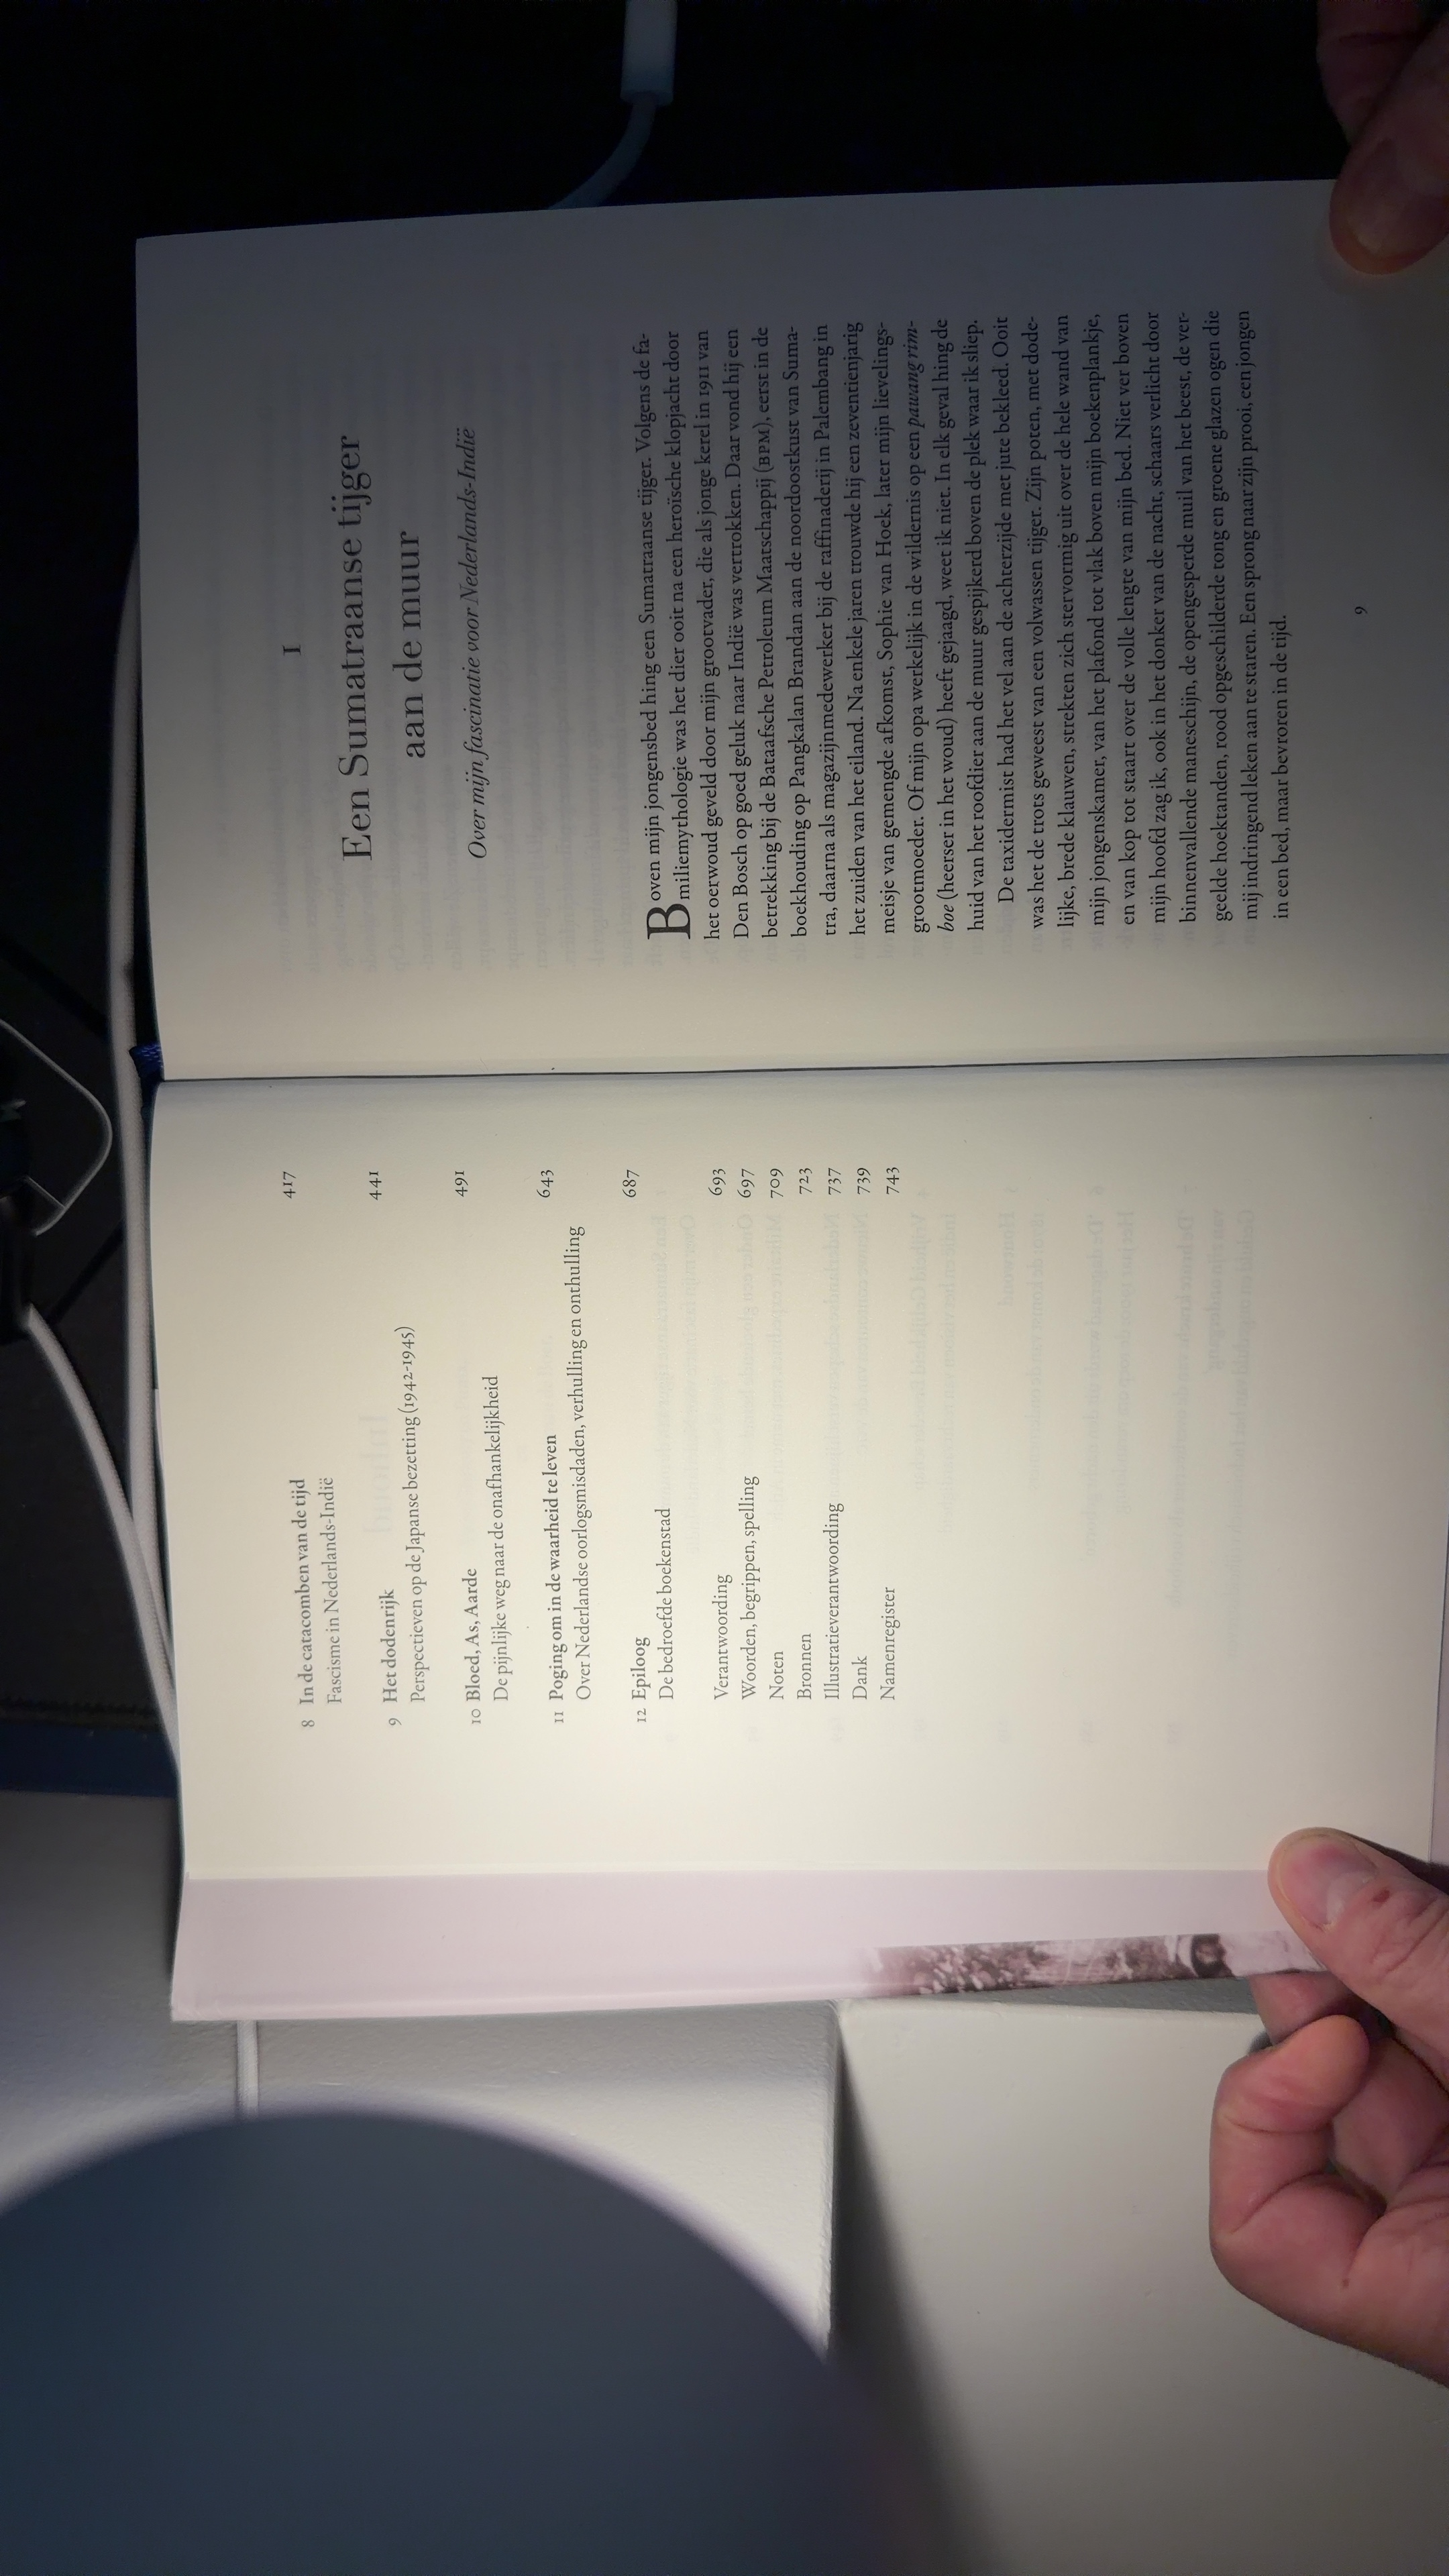 8 In de catacomben van de tijd 417
Fascisme in Nederlands-Indië
9 Het dodenrijk 441
Perspectieven op de Japanse bezetting (1942-1945)
10 Bloed, As, Aarde 491
De pijnlijke weg naar de onafhankelijkheid
11 Poging om in de waarheid te leven 643
Over Nederlandse oorlogsmisdaden, verhulling en onthulling
12 Epiloog 687
De bedroefde boekenstad
Verantwoording 693
Woorden, begrippen, spelling 697
Noten 709
Bronnen 723
Illustratieverantwoording 737
Dank 739
Namenregister 743
I
Een Sumatraanse tijger
aan de muur
Over mijn fascinatie voor Nederlands-Indië
Boven mijn jongensbed hing een Sumatraanse tijger. Volgens de fa-
miliemythologie was het dier ooit na een heroïsche klopjacht door
het oerwoud geveld door mijn grootvader, die als jonge kerel in 1911 van
Den Bosch op goed geluk naar Indië was vertrokken. Daar vond hij een
betrekking bij de Bataafsche Petroleum Maatschappij (BPM), eerst in de
boekhouding op Pangkalan Brandan aan de noordoostkust van Suma-
tra, daarna als magazijnmedewerker bij de raffinaderij in Palembang in
het zuiden van het eiland. Na enkele jaren trouwde hij een zeventienjarig
meisje van gemengde afkomst, Sophie van Hoek, later mijn lievelings-
grootmoeder. Of mijn opa werkelijk in de wildernis op een pawang rim-
boe (heerser in het woud) heeft gejaagd, weet ik niet. In elk geval hing de
huid van het roofdier aan de muur gespijkerd boven de plek waar ik sliep.
De taxidermist had het vel aan de achterzijde met jute bekleed. Ooit
was het de trots geweest van een volwassen tijger. Zijn poten, met dode-
lijke, brede klauwen, strekten zich stervormig uit over de hele wand van
mijn jongenskamer, van het plafond tot vlak boven mijn boekenplankje,
en van kop tot staart over de volle lengte van mijn bed. Niet ver boven
mijn hoofd zag ik, ook in het donker van de nacht, schaars verlicht door
binnenvallende maneschijn, de opengesperde muil van het beest, de ver-
geelde hoektanden, rood opgeschilderde tong en groene glazen ogen die
mij indringend leken aan te staren. Een sprong naar zijn prooi, een jongen
in een bed, maar bevroren in de tijd.
9